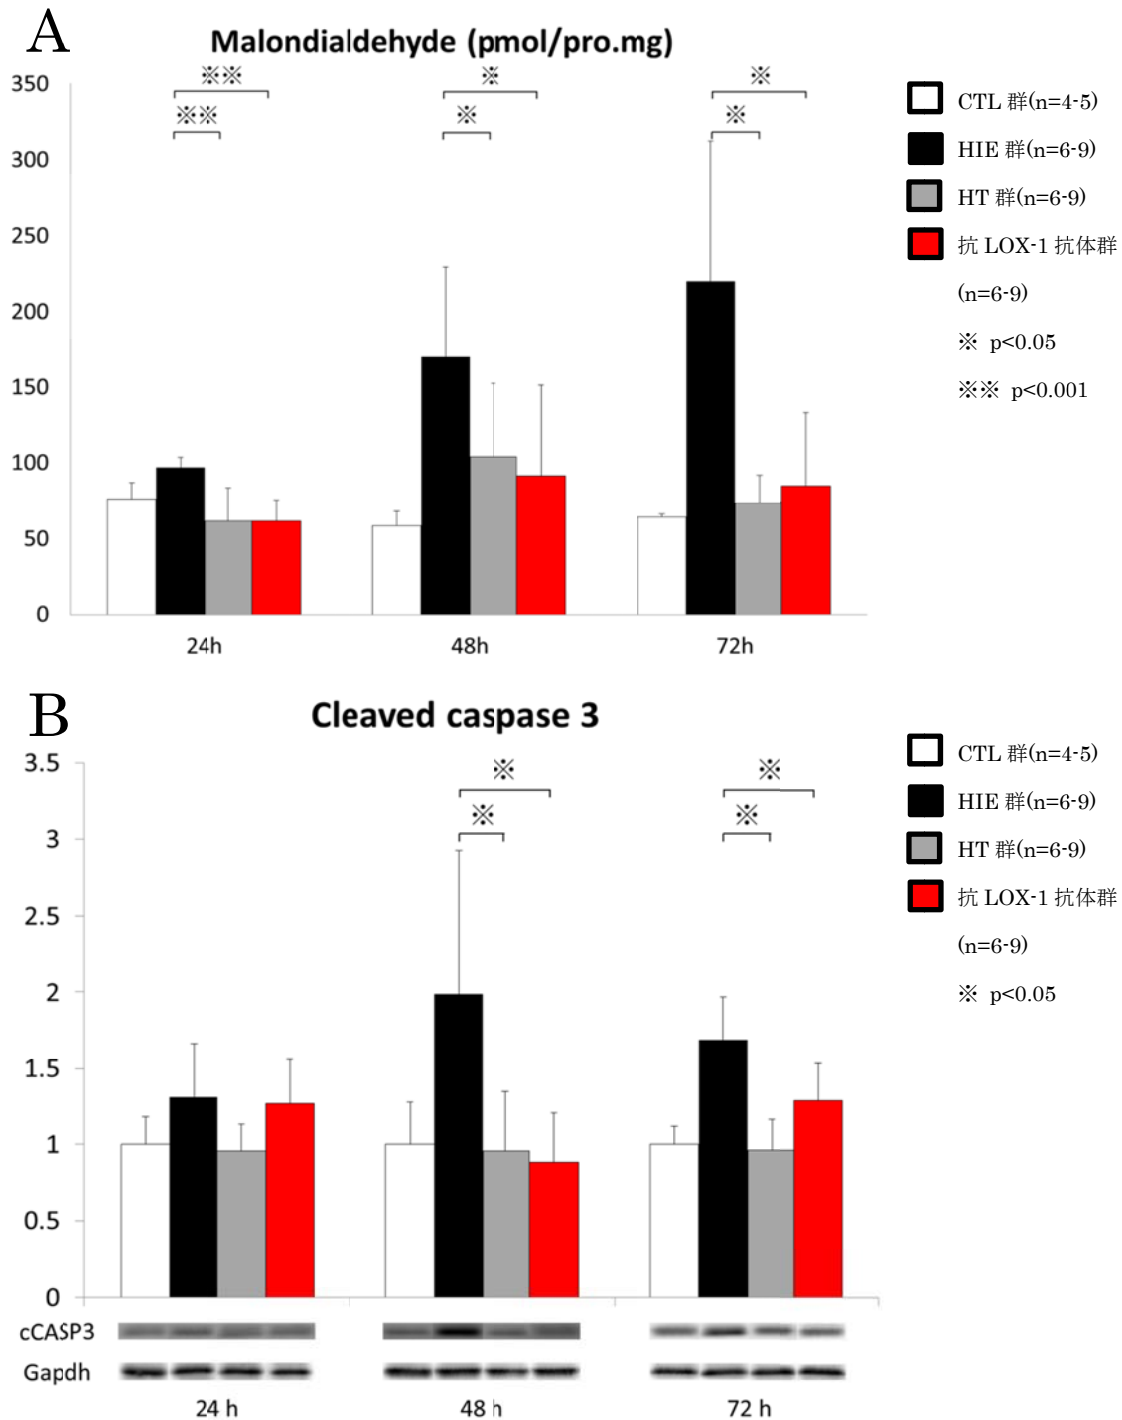 A
Malondialdehyde (pmol/pro.mg)
※※
※※
※
※
※
※
350
300
250
200
150
100
50
0
24h
48h
72h
CTL 群(n=4-5)
HIE 群(n=6-9)
HT 群(n=6-9)
抗 LOX-1 抗体群
(n=6-9)
※ p<0.05
※※ p<0.001
B
Cleaved caspase 3
※
※
※
※
3.5
3
2.5
2
1.5
1
0.5
0
cCASP3
Gapdh
24 h
48 h
72 h
CTL 群(n=4-5)
HIE 群(n=6-9)
HT 群(n=6-9)
抗 LOX-1 抗体群
(n=6-9)
※ p<0.05